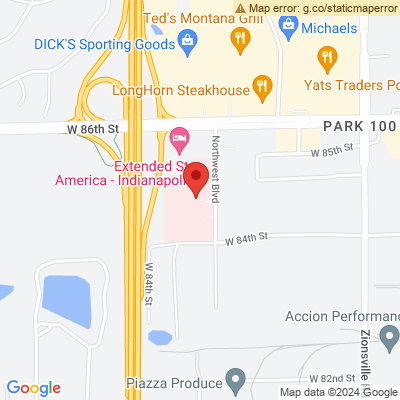 Map error: g.co/staticmaperror
Ted's Montana Grill
Michaels
DICK'S Sporting Goods
LongHorn Steakhouse
Yats Traders Po
W 86th St
PARK 100
Extended St
America - Indianapoli
Northwest Blvd
W 85th St
W 84th St
W 84th St
Accion Performanc
Zionsville
Piazza Produce
W 82nd St
Google
Map data ©2024 Google